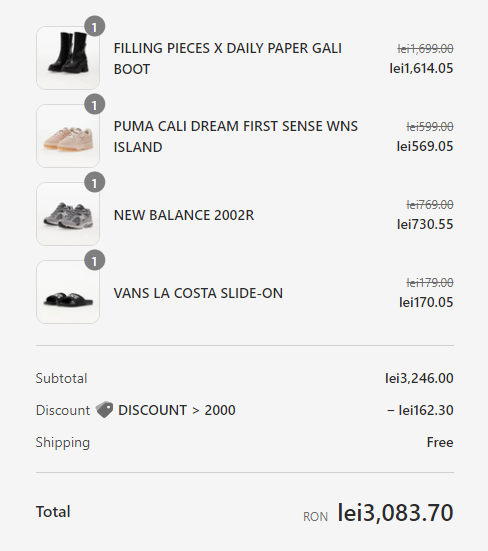 1
FILLING PIECES X DAILY PAPER GALI
BOOT
lei1,699.00
lei1,614.05
1
PUMA CALI DREAM FIRST SENSE WNS
ISLAND
lei599.00
lei569.05
1
NEW BALANCE 2002R
lei769.00
lei730.55
1
VANS LA COSTA SLIDE-ON
lei179.00
lei170.05
Subtotal lei3,246.00
Discount DISCOUNT > 2000 − lei162.30
Shipping Free
Total RON lei3,083.70